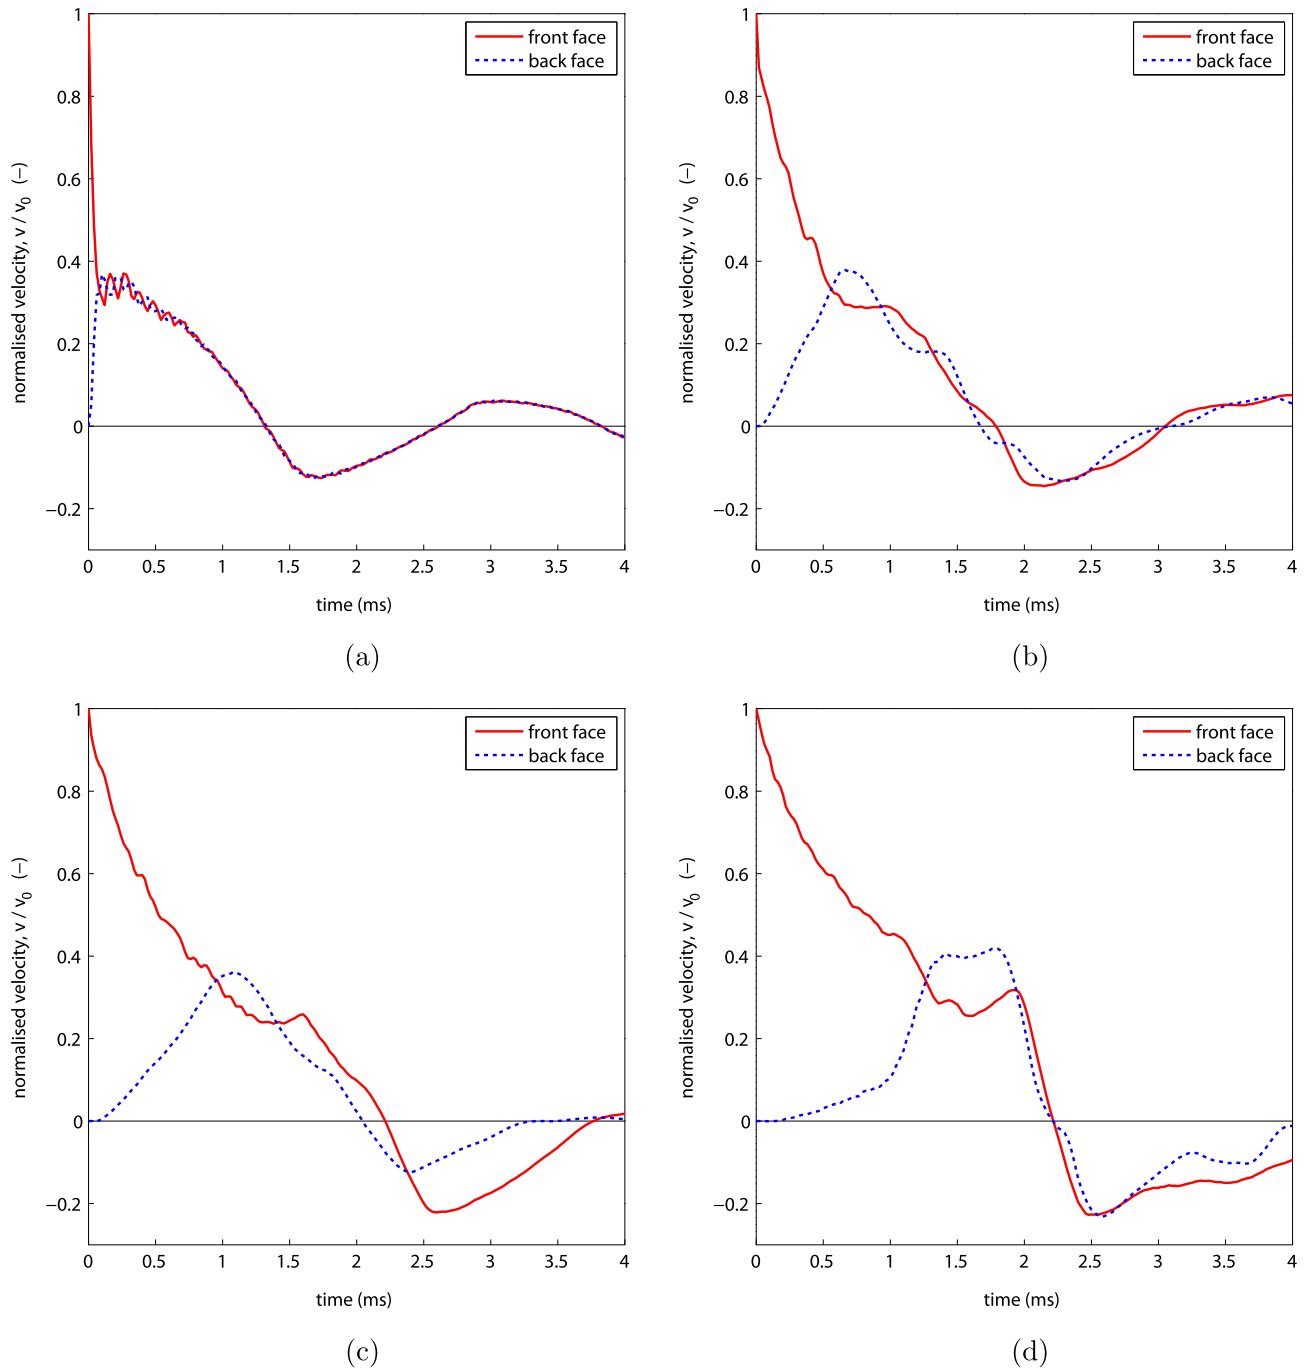 1
0.8
0.6
0.4
0.2
0
−0.2
0 0.5 1 1.5 2 2.5 3 3.5 4
normalised velocity, v / v0 (−)
time (ms)
front face
back face
(a)
1
0.8
0.6
0.4
0.2
0
−0.2
0 0.5 1 1.5 2 2.5 3 3.5 4
normalised velocity, v / v0 (−)
time (ms)
front face
back face
(b)
1
0.8
0.6
0.4
0.2
0
−0.2
0 0.5 1 1.5 2 2.5 3 3.5 4
normalised velocity, v / v0 (−)
time (ms)
front face
back face
(c)
1
0.8
0.6
0.4
0.2
0
−0.2
0 0.5 1 1.5 2 2.5 3 3.5 4
normalised velocity, v / v0 (−)
time (ms)
front face
back face
(d)